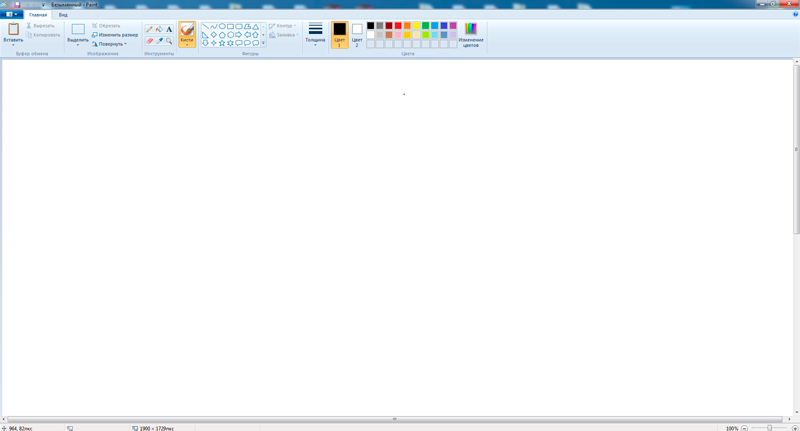 Безымянный - Paint
Главная Вид
Вставить
Вырезать
Копировать
Буфер обмена
Выделить
Обрезать
Изменить размер
Повернуть
Изображение
A
Инструменты
Кисти
Контур
Заливка
Фигуры
Толщина
Цвет 1
Цвет 2
Изменение цветов
Цвета
964, 82пкс
1900 × 1729пкс
100%